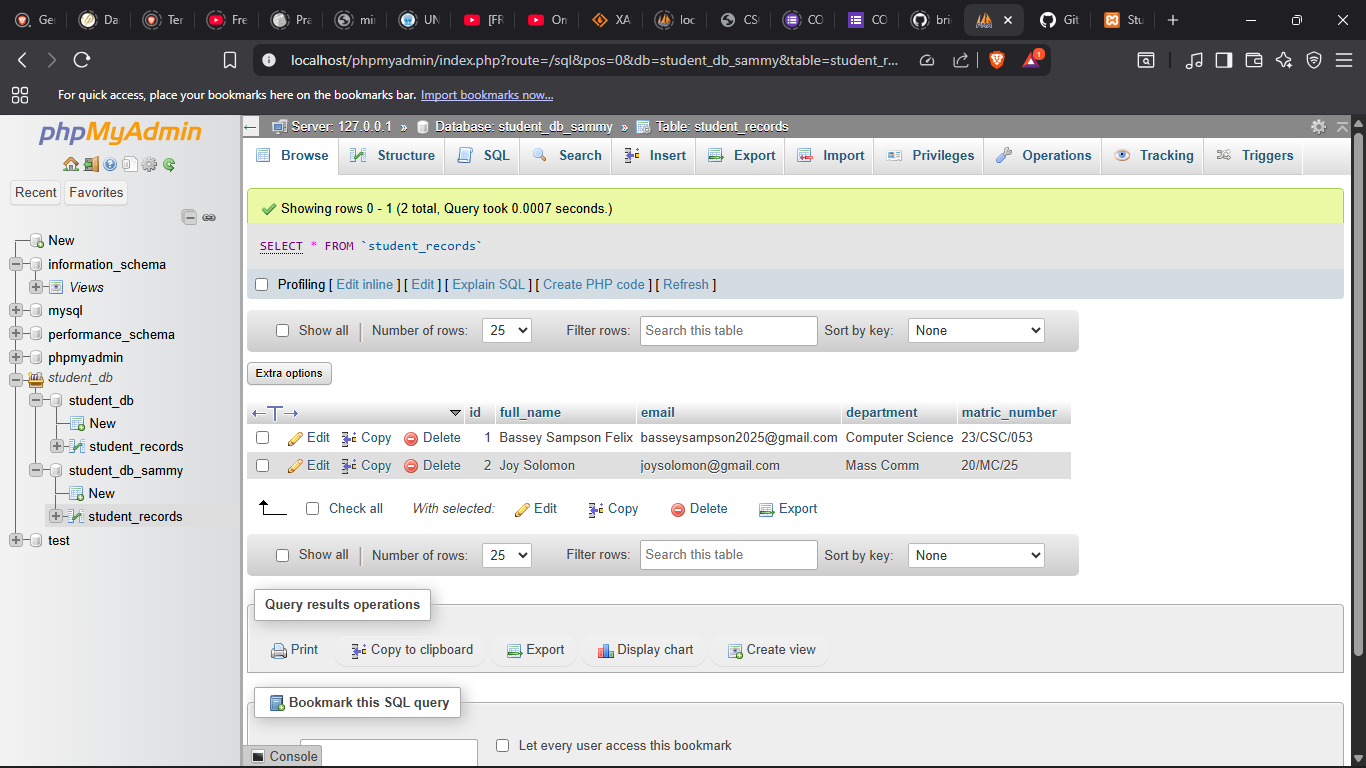 Ge Da Ter Fre Pra mi UN [FR On XA loc CS CO CO bri Git Stu
localhost/phpmyadmin/index.php?route=/sql&pos=0&db=student_db_sammy&table=student_r...
1
For quick access, place your bookmarks here on the bookmarks bar. Import bookmarks now...
phpMyAdmin
Recent Favorites
New
information_schema
Views
mysql
performance_schema
phpmyadmin
student_db
student_db
New
student_records
student_db_sammy
New
student_records
test
Server: 127.0.0.1 » Database: student_db_sammy » Table: student_records
Browse Structure SQL Search Insert Export Import Privileges Operations Tracking Triggers
Showing rows 0 - 1 (2 total, Query took 0.0007 seconds.)
SELECT * FROM `student_records`
Profiling [ Edit inline ] [ Edit ] [ Explain SQL ] [ Create PHP code ] [ Refresh ]
Show all Number of rows: 25 Filter rows: Search this table Sort by key: None
Extra options
id full_name email department matric_number
Edit Copy Delete 1 Bassey Sampson Felix basseysampson2025@gmail.com Computer Science 23/CSC/053
Edit Copy Delete 2 Joy Solomon joysolomon@gmail.com Mass Comm 20/MC/25
Check all With selected: Edit Copy Delete Export
Show all Number of rows: 25 Filter rows: Search this table Sort by key: None
Query results operations
Print Copy to clipboard Export Display chart Create view
Bookmark this SQL query
Let every user access this bookmark
Console